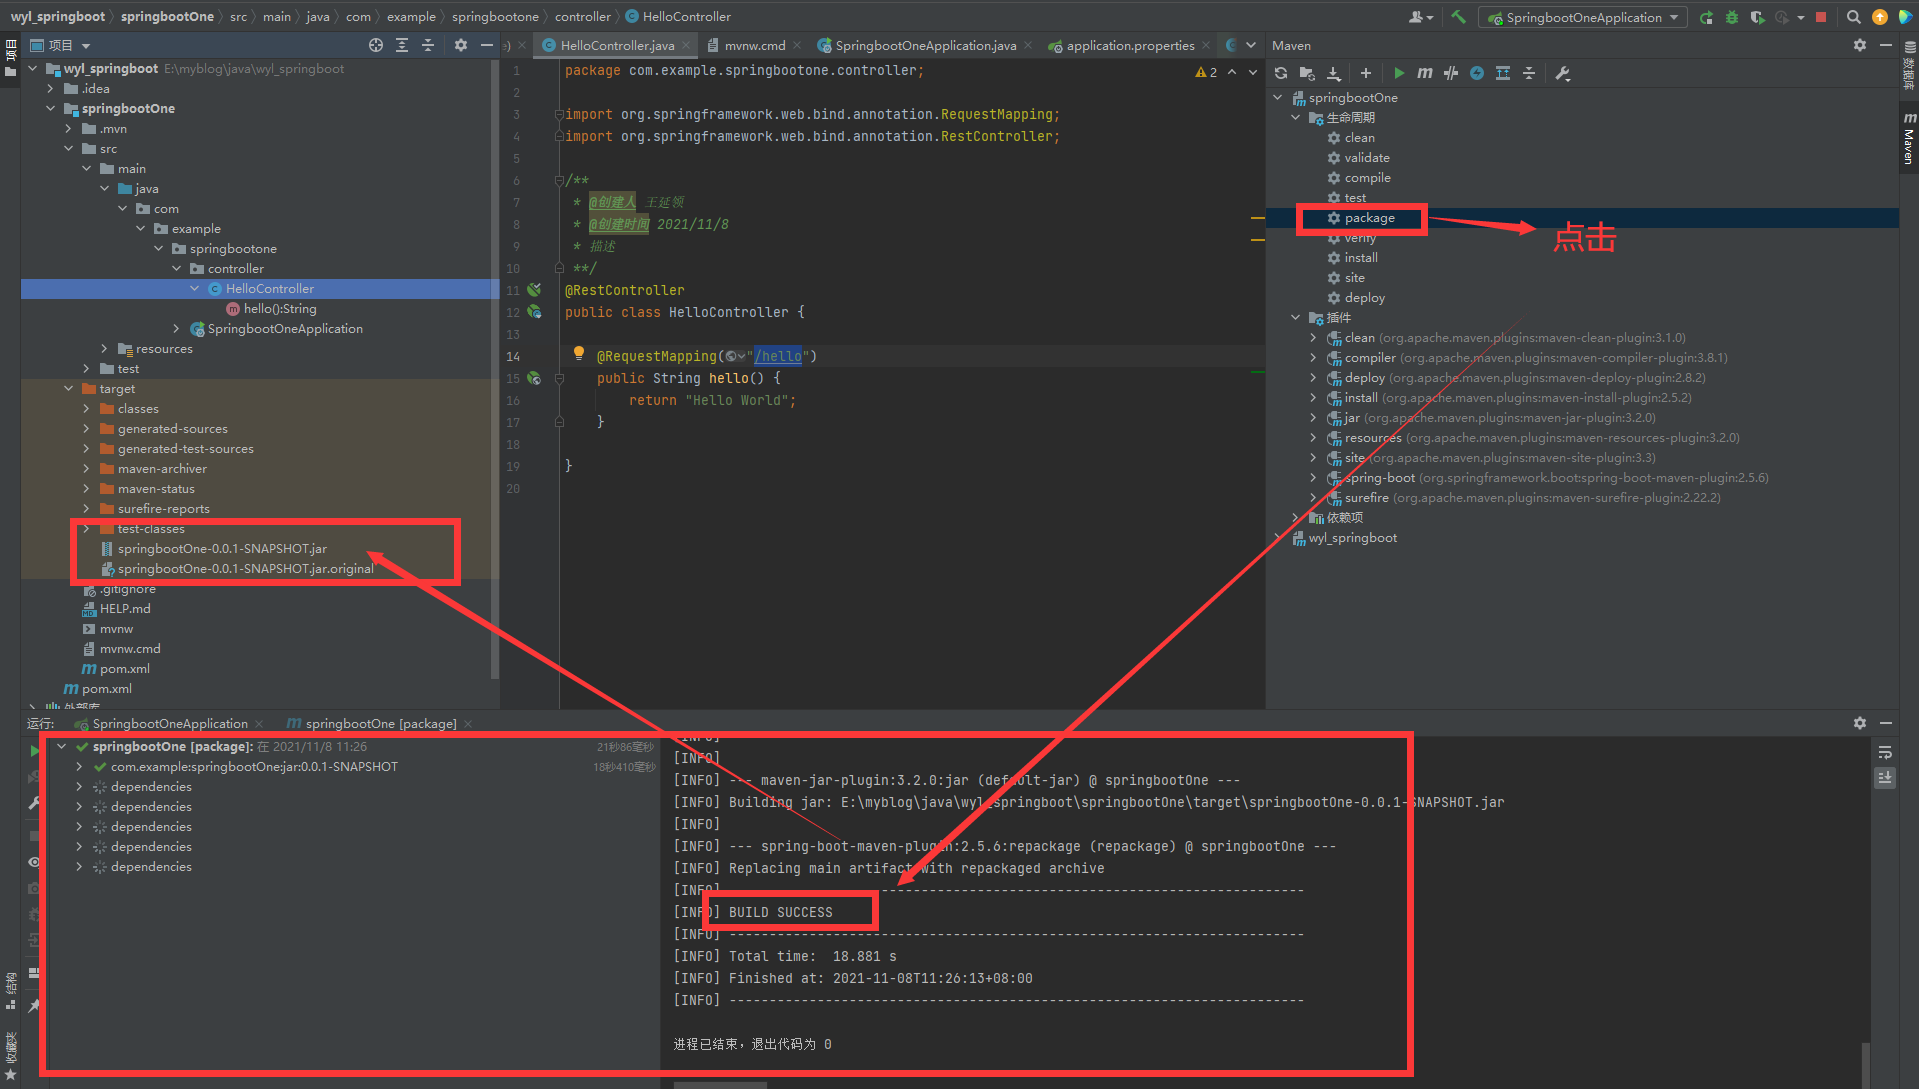 wyl_springboot springbootOne src main java com example springbootone controller HelloController
SpringbootOneApplication
项目
项目
HelloController.java mvnw.cmd SpringbootOneApplication.java application.properties
Maven
wyl_springboot E:\myblog\java\wyl_springboot
.idea
springbootOne
.mvn
src
main
java
com
example
springbootone
controller
HelloController
hello():String
SpringbootOneApplication
resources
test
target
classes
generated-sources
generated-test-sources
maven-archiver
maven-status
surefire-reports
test-classes
springbootOne-0.0.1-SNAPSHOT.jar
springbootOne-0.0.1-SNAPSHOT.jar.original
.gitignore
HELP.md
mvnw
mvnw.cmd
pom.xml
pom.xml
外部库
2
1 package com.example.springbootone.controller;
2
3 import org.springframework.web.bind.annotation.RequestMapping;
4 import org.springframework.web.bind.annotation.RestController;
5
6 /**
7 * @创建人 王延领
8 * @创建时间 2021/11/8
9 * 描述
10 **/
11 @RestController
12 public class HelloController {
13
14 @RequestMapping("/hello")
15 public String hello() {
16 return "Hello World";
17 }
18
19 }
20
springbootOne
生命周期
clean
validate
compile
test
package
点击
verify
install
site
deploy
插件
clean (org.apache.maven.plugins:maven-clean-plugin:3.1.0)
compiler (org.apache.maven.plugins:maven-compiler-plugin:3.8.1)
deploy (org.apache.maven.plugins:maven-deploy-plugin:2.8.2)
install (org.apache.maven.plugins:maven-install-plugin:2.5.2)
jar (org.apache.maven.plugins:maven-jar-plugin:3.2.0)
resources (org.apache.maven.plugins:maven-resources-plugin:3.2.0)
site (org.apache.maven.plugins:maven-site-plugin:3.3)
spring-boot (org.springframework.boot:spring-boot-maven-plugin:2.5.6)
surefire (org.apache.maven.plugins:maven-surefire-plugin:2.22.2)
依赖项
wyl_springboot
数据库
Maven
运行: SpringbootOneApplication springbootOne [package]
springbootOne [package]: 在 2021/11/8 11:26 21秒86毫秒
com.example:springbootOne:jar:0.0.1-SNAPSHOT 18秒410毫秒
dependencies
dependencies
dependencies
dependencies
dependencies
[INFO]
[INFO]
[INFO] --- maven-jar-plugin:3.2.0:jar (default-jar) @ springbootOne ---
[INFO] Building jar: E:\myblog\java\wyl_springboot\springbootOne\target\springbootOne-0.0.1-SNAPSHOT.jar
[INFO]
[INFO] --- spring-boot-maven-plugin:2.5.6:repackage (repackage) @ springbootOne ---
[INFO] Replacing main artifact with repackaged archive
[INFO] ------------------------------------------------------------------------
[INFO] BUILD SUCCESS
[INFO] ------------------------------------------------------------------------
[INFO] Total time:  18.881 s
[INFO] Finished at: 2021-11-08T11:26:13+08:00
[INFO] ------------------------------------------------------------------------
进程已结束，退出代码为 0
结构
收藏夹